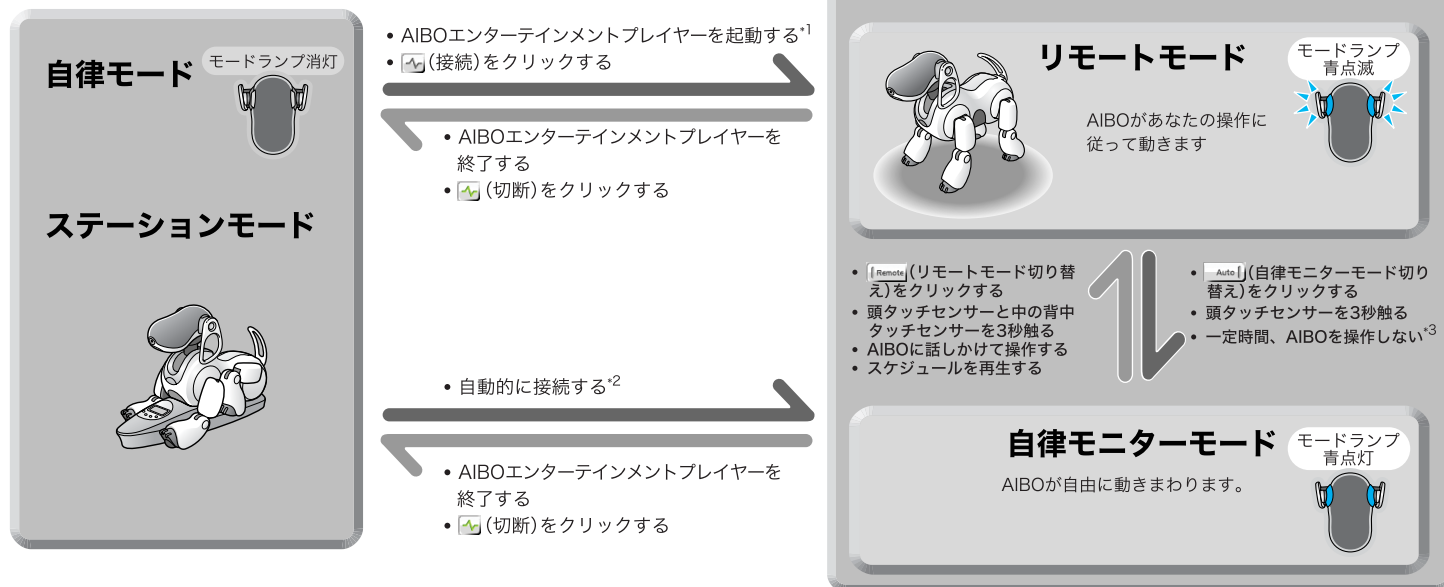 自律モード
モードランプ消灯
ステーションモード
• AIBOエンターテインメントプレイヤーを起動する*1
• (接続)をクリックする
• AIBOエンターテインメントプレイヤーを
終了する
• (切断)をクリックする
• 自動的に接続する*2
• AIBOエンターテインメントプレイヤーを
終了する
• (切断)をクリックする
リモートモード
モードランプ
青点滅
AIBOがあなたの操作に
従って動きます
• Remote(リモートモード切り替
え)をクリックする
• 頭タッチセンサーと中の背中
タッチセンサーを3秒触る
• AIBOに話しかけて操作する
• スケジュールを再生する
• Auto(自律モニターモード切り
替え)をクリックする
• 頭タッチセンサーを3秒触る
• 一定時間、AIBOを操作しない*3
自律モニターモード
モードランプ
青点灯
AIBOが自由に動きまわります。